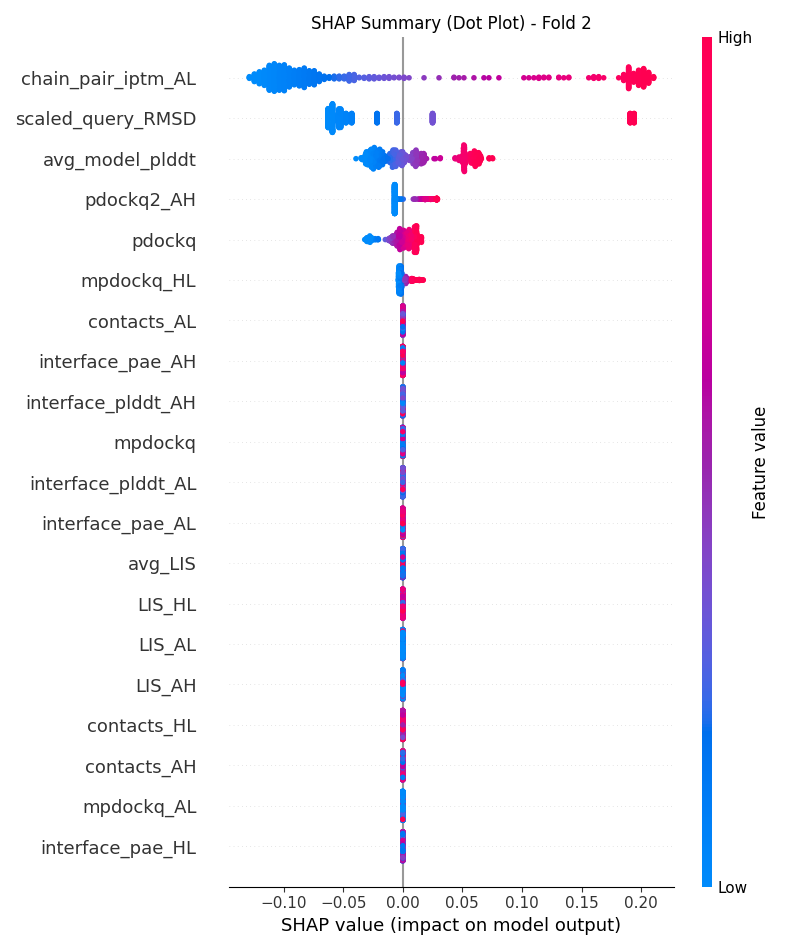 SHAP Summary (Dot Plot) - Fold 2
High
chain_pair_iptm_AL
scaled_query_RMSD
avg_model_plddt
pdockq2_AH
pdockq
mpdockq_HL
contacts_AL
interface_pae_AH
interface_plddt_AH
mpdockq
interface_plddt_AL
interface_pae_AL
avg_LIS
LIS_HL
LIS_AL
LIS_AH
contacts_HL
contacts_AH
mpdockq_AL
interface_pae_HL
Feature value
Low
−0.10 −0.05 0.00 0.05 0.10 0.15 0.20
SHAP value (impact on model output)